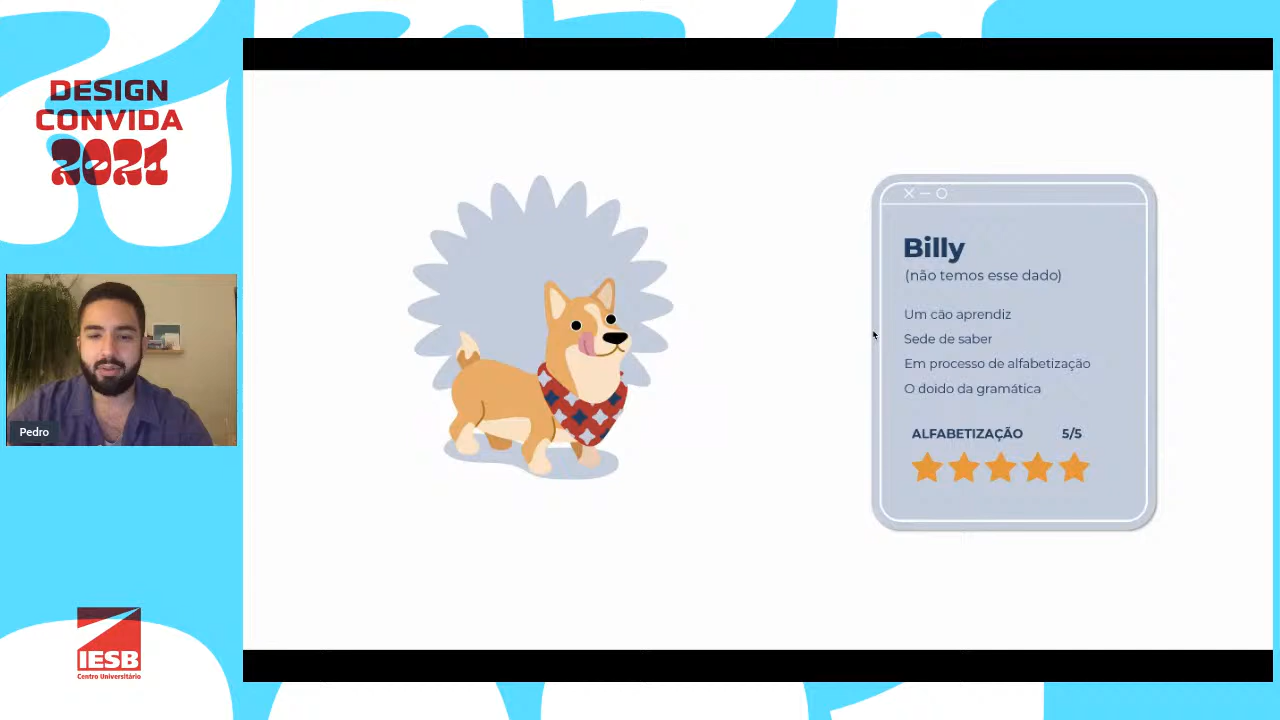 DESIGN
CONVIDA
2021
Pedro
IESB
Centro Universitário
Billy
(não temos esse dado)
Um cão aprendiz
Sede de saber
Em processo de alfabetização
O doido da gramática
ALFABETIZAÇÃO 5/5